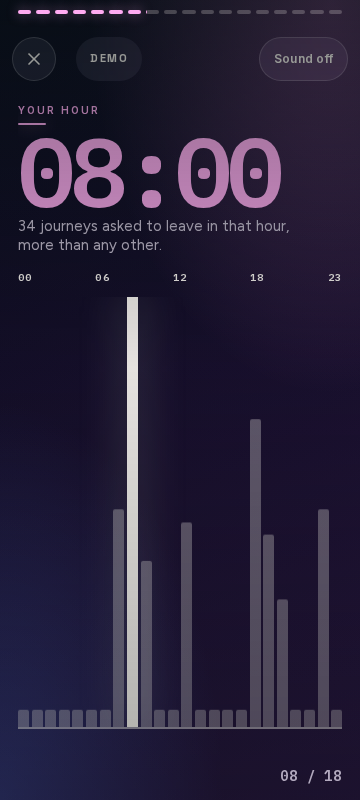 DEMO
Sound off
YOUR HOUR
08:00
34 journeys asked to leave in that hour,
more than any other.
00 06 12 18 23
08 / 18